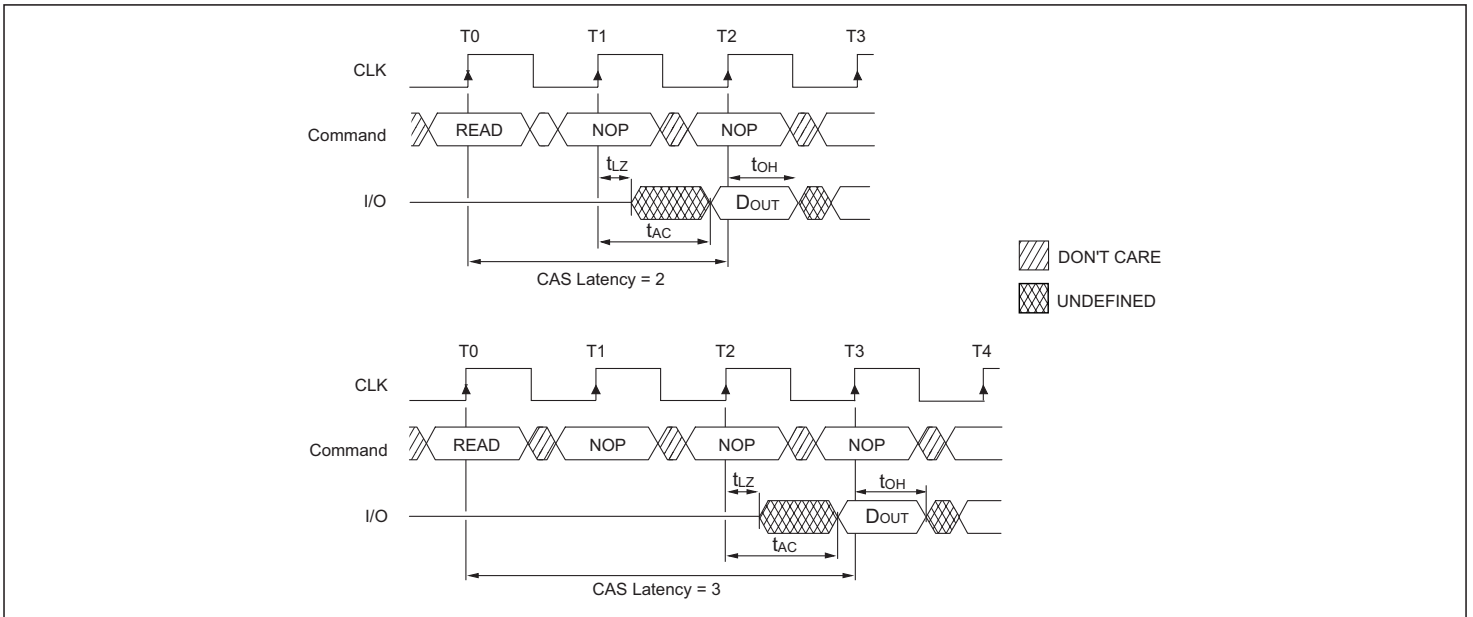 T0 T1 T2 T3
CLK
Command READ NOP NOP
tLZ tOH
I/O DOUT
tAC
CAS Latency = 2
DON'T CARE
UNDEFINED
T0 T1 T2 T3 T4
CLK
Command READ NOP NOP NOP
tLZ tOH
I/O DOUT
tAC
CAS Latency = 3